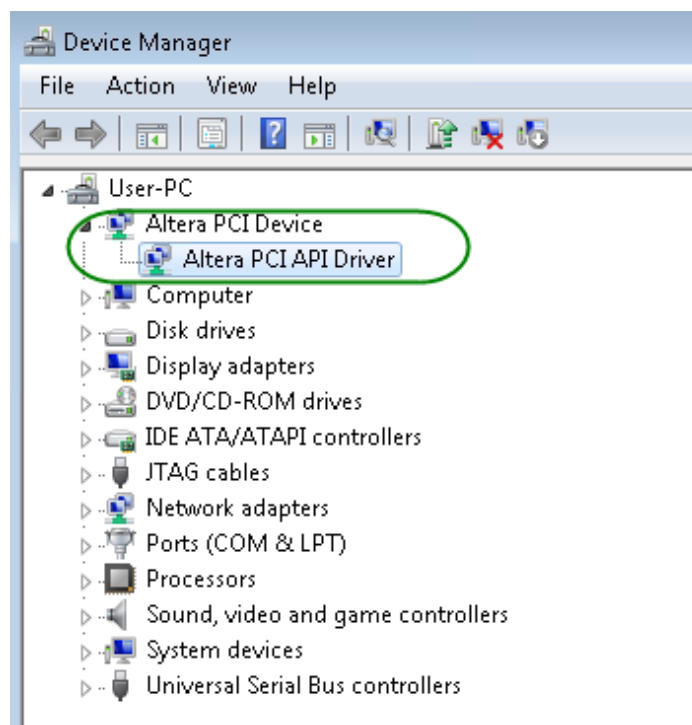 Device Manager
File Action View Help
User-PC
Altera PCI Device
Altera PCI API Driver
Computer
Disk drives
Display adapters
DVD/CD-ROM drives
IDE ATA/ATAPI controllers
JTAG cables
Network adapters
Ports (COM & LPT)
Processors
Sound, video and game controllers
System devices
Universal Serial Bus controllers